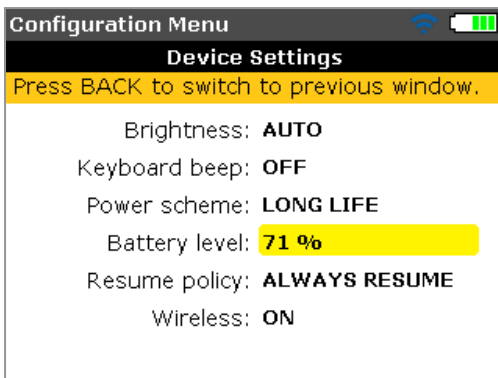 Configuration Menu
Device Settings
Press BACK to switch to previous window.
Brightness: AUTO
Keyboard beep: OFF
Power scheme: LONG LIFE
Battery level: 71 %
Resume policy: ALWAYS RESUME
Wireless: ON